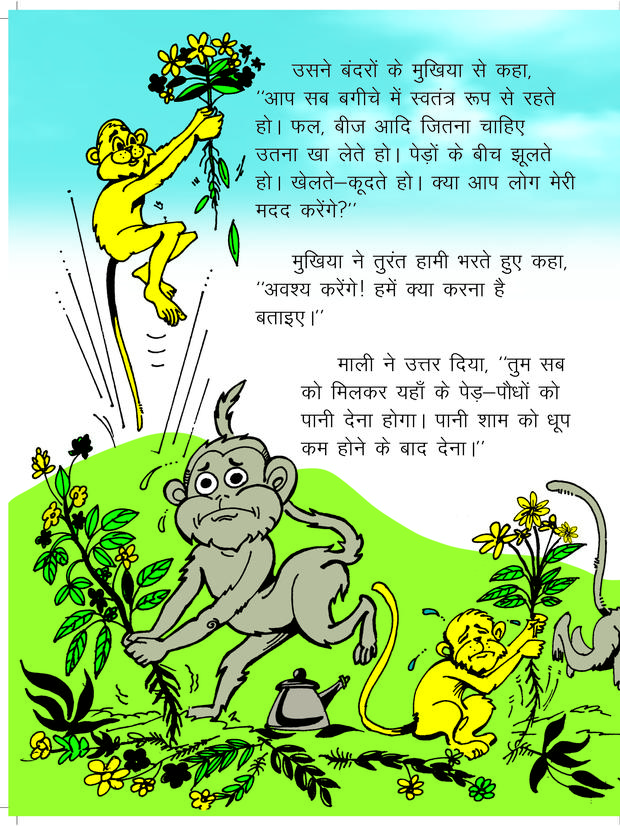 उसने बंदरों के मुखिया से कहा,
‘‘आप सब बगीचे में स्वतंत्र रूप से रहते
हो। फल, बीज आदि जितना चाहिए
उतना खा लेते हो। पेड़ों के बीच झूलते
हो। खेलते–कूदते हो। क्या आप लोग मेरी
मदद करेंगे?’’
मुखिया ने तुरंत हामी भरते हुए कहा,
‘‘अवश्य करेंगे! हमें क्या करना है
बताइए।’’
माली ने उत्तर दिया, ‘‘तुम सब
को मिलकर यहाँ के पेड़–पौधों को
पानी देना होगा। पानी शाम को धूप
कम होने के बाद देना।’’